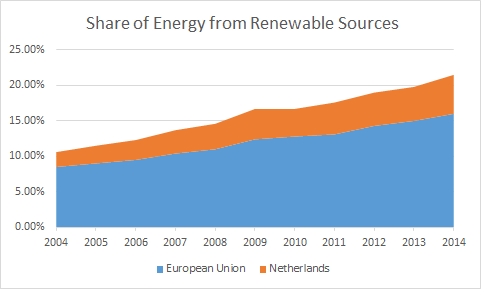 Share of Energy from Renewable Sources
25.00%
20.00%
15.00%
10.00%
5.00%
0.00%
2004 2005 2006 2007 2008 2009 2010 2011 2012 2013 2014
European Union Netherlands